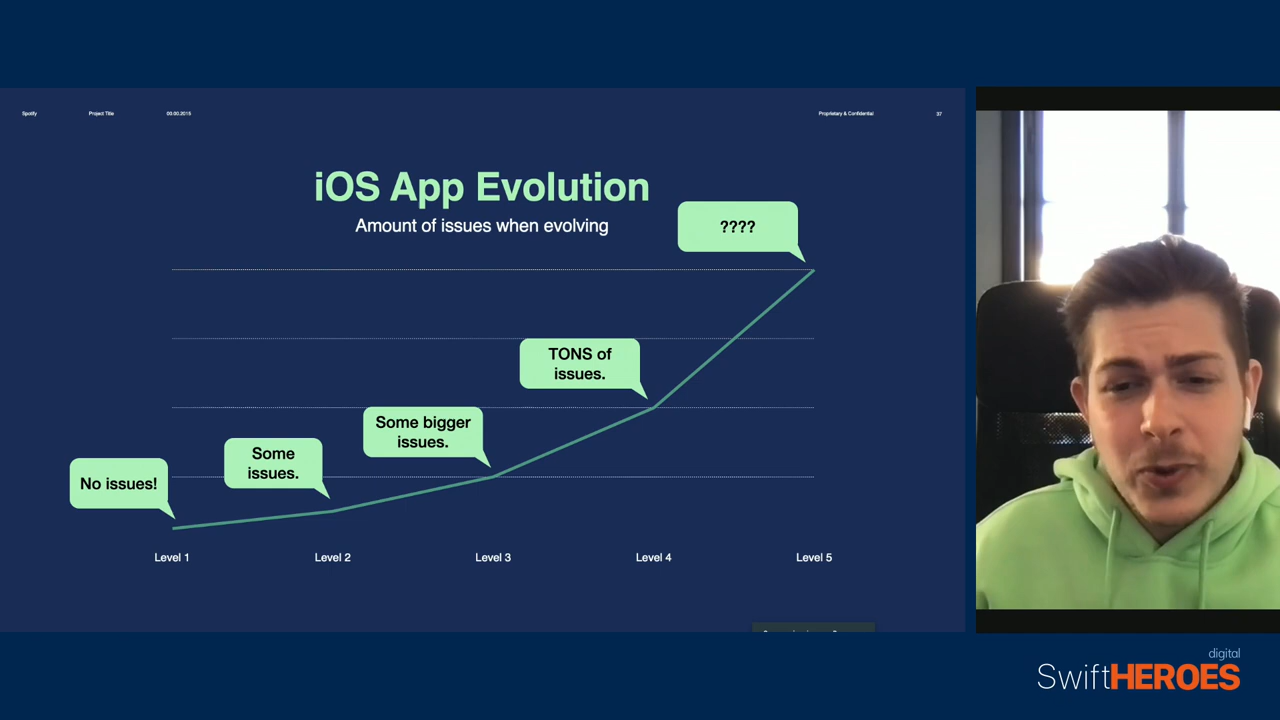 Spotify
Project Title
00.00.2015
Proprietary & Confidential
37
iOS App Evolution
Amount of issues when evolving
????
TONS of
issues.
Some bigger
issues.
Some
issues.
No issues!
Level 1
Level 2
Level 3
Level 4
Level 5
digital
SwiftHEROES